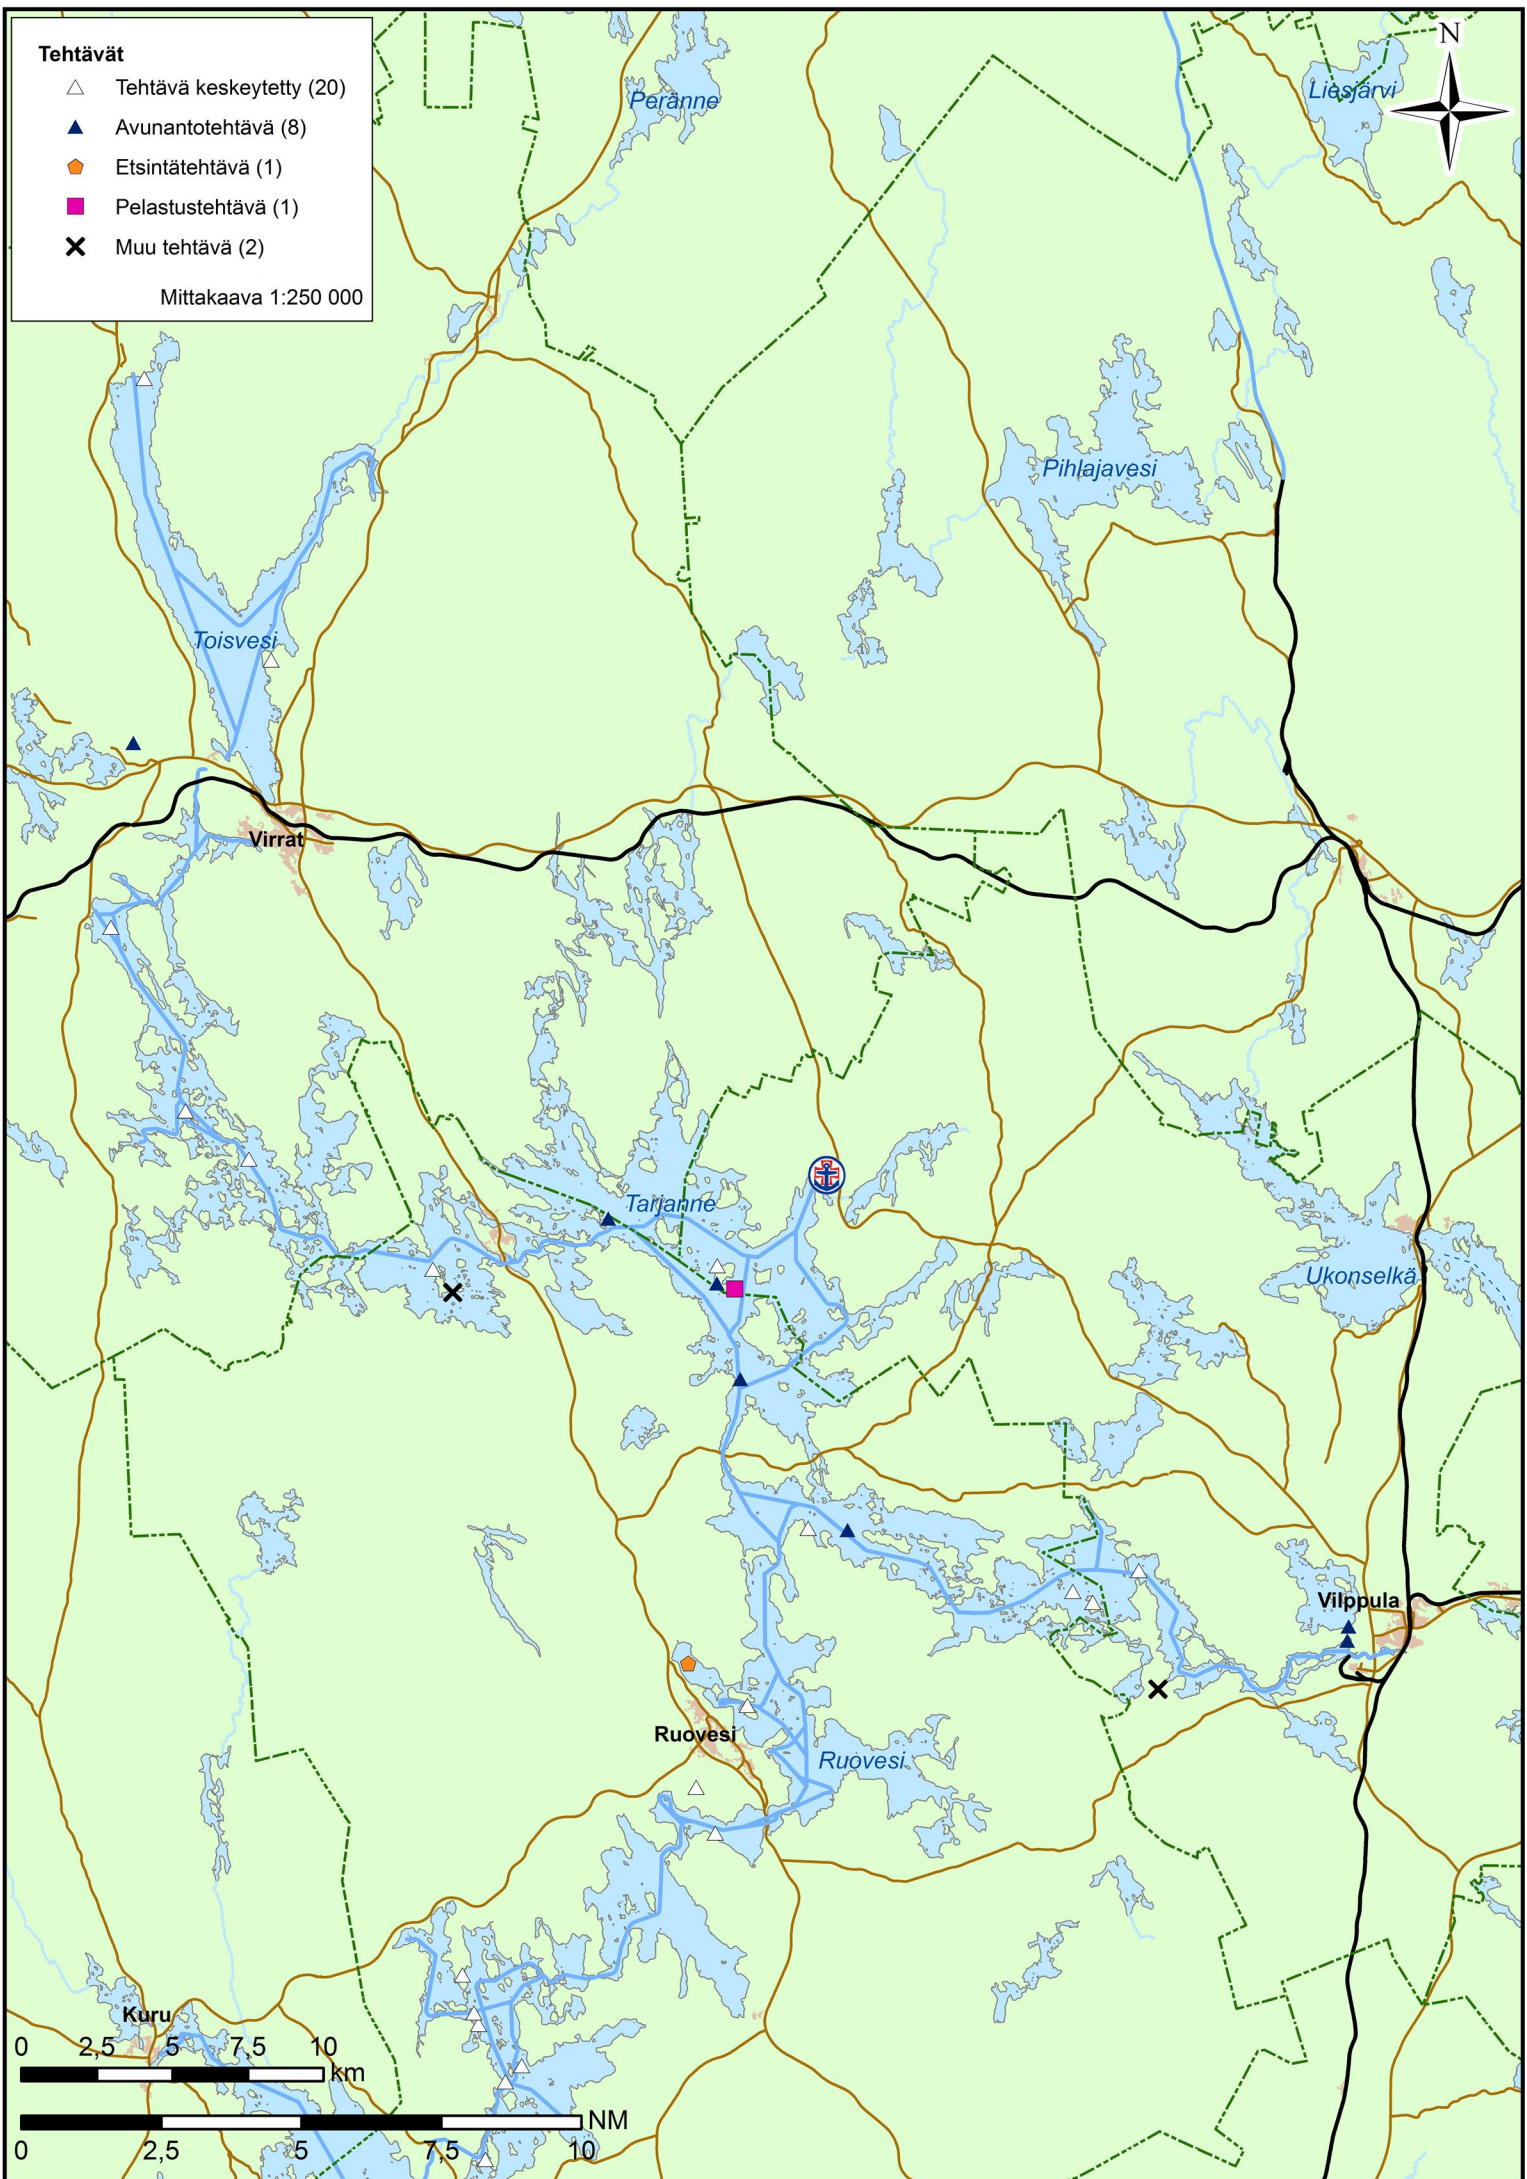 Tehtävät
Tehtävä keskeytetty (20)
Avunantotehtävä (8)
Etsintätehtävä (1)
Pelastustehtävä (1)
Muu tehtävä (2)
Mittakaava 1:250 000
N
Peränne
Liesjärvi
Pihlajavesi
Toisvesi
Virrat
Tarjanne
Ukonselkä
Vilppula
Ruovesi
Ruovesi
Kuru
0 2,5 5 7,5 10
km
NM
0 2,5 5 7,5 10